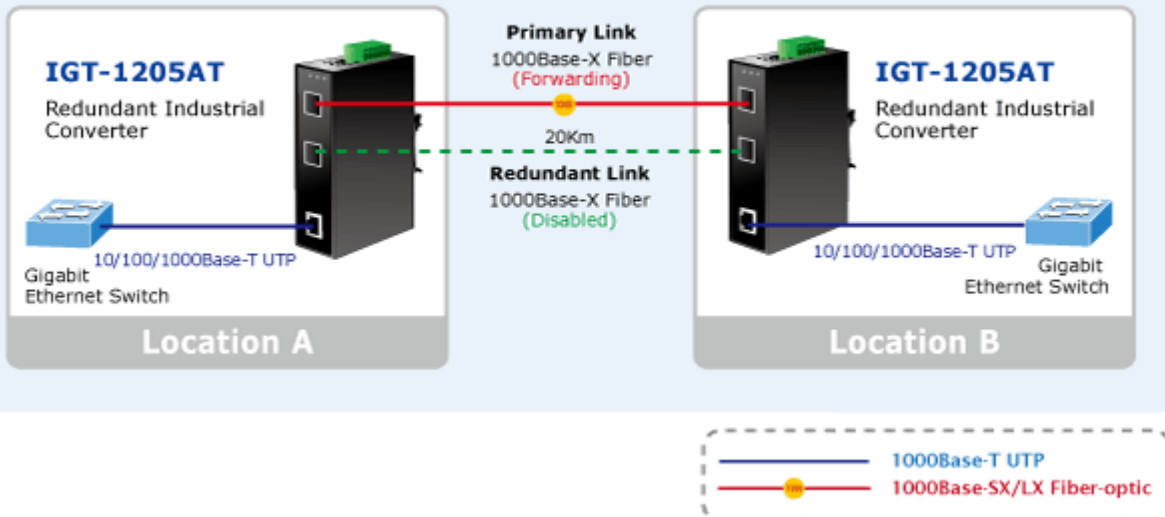 Primary Link
1000Base-X Fiber
(Forwarding)
20Km
Redundant Link
1000Base-X Fiber
(Disabled)
IGT-1205AT
Redundant Industrial
Converter
10/100/1000Base-T UTP
Gigabit
Ethernet Switch
Location A
IGT-1205AT
Redundant Industrial
Converter
10/100/1000Base-T UTP
Gigabit
Ethernet Switch
Location B
1000Base-T UTP
1000Base-SX/LX Fiber-optic